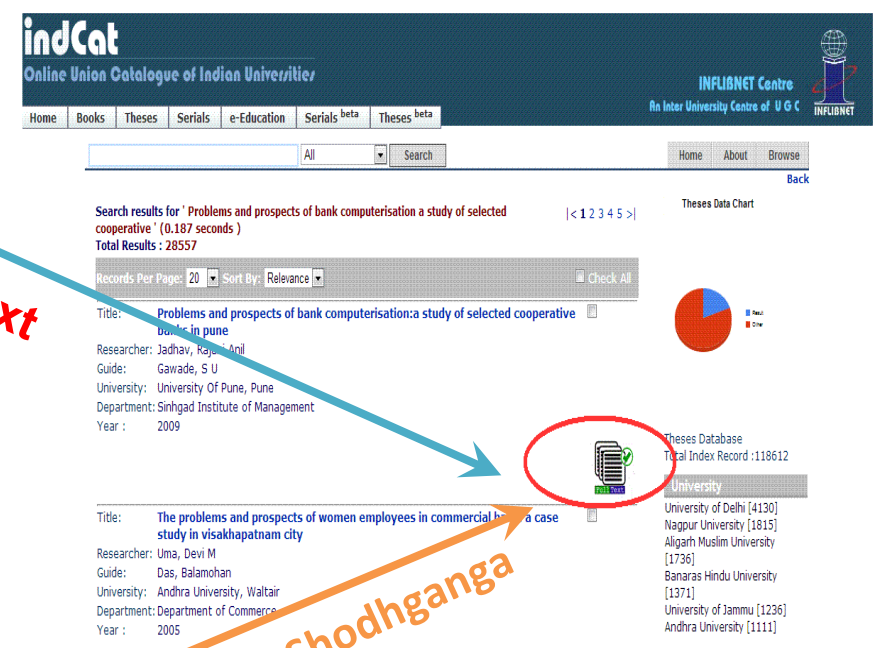 indCat
Online Union Catalogue of Indian Universities
INFLIBNET Centre
An Inter University Centre of U G C
INFLIBNET
Home Books Theses Serials e-Education Serials beta Theses beta
All Search
Home About Browse
Back
Search results for ' Problems and prospects of bank computerisation a study of selected
cooperative ' (0.187 seconds )
Total Results : 28557
|< 1 2 3 4 5 >|
Theses Data Chart
Records Per Page: 20 Sort By: Relevance Check All
Result
Other
Title: Problems and prospects of bank computerisation:a study of selected cooperative
banks in pune
Researcher: Jadhav, Rajani Anil
Guide: Gawade, S U
University: University Of Pune, Pune
Department: Sinhgad Institute of Management
Year : 2009
Full Text
Theses Database
Total Index Record :118612
University
University of Delhi [4130]
Nagpur University [1815]
Aligarh Muslim University
[1736]
Banaras Hindu University
[1371]
University of Jammu [1236]
Andhra University [1111]
Title: The problems and prospects of women employees in commercial a case
study in visakhapatnam city
Researcher: Uma, Devi M
Guide: Das, Balamohan
University: Andhra University, Waltair
Department: Department of Commerce
Year : 2005
xt
Shodhganga